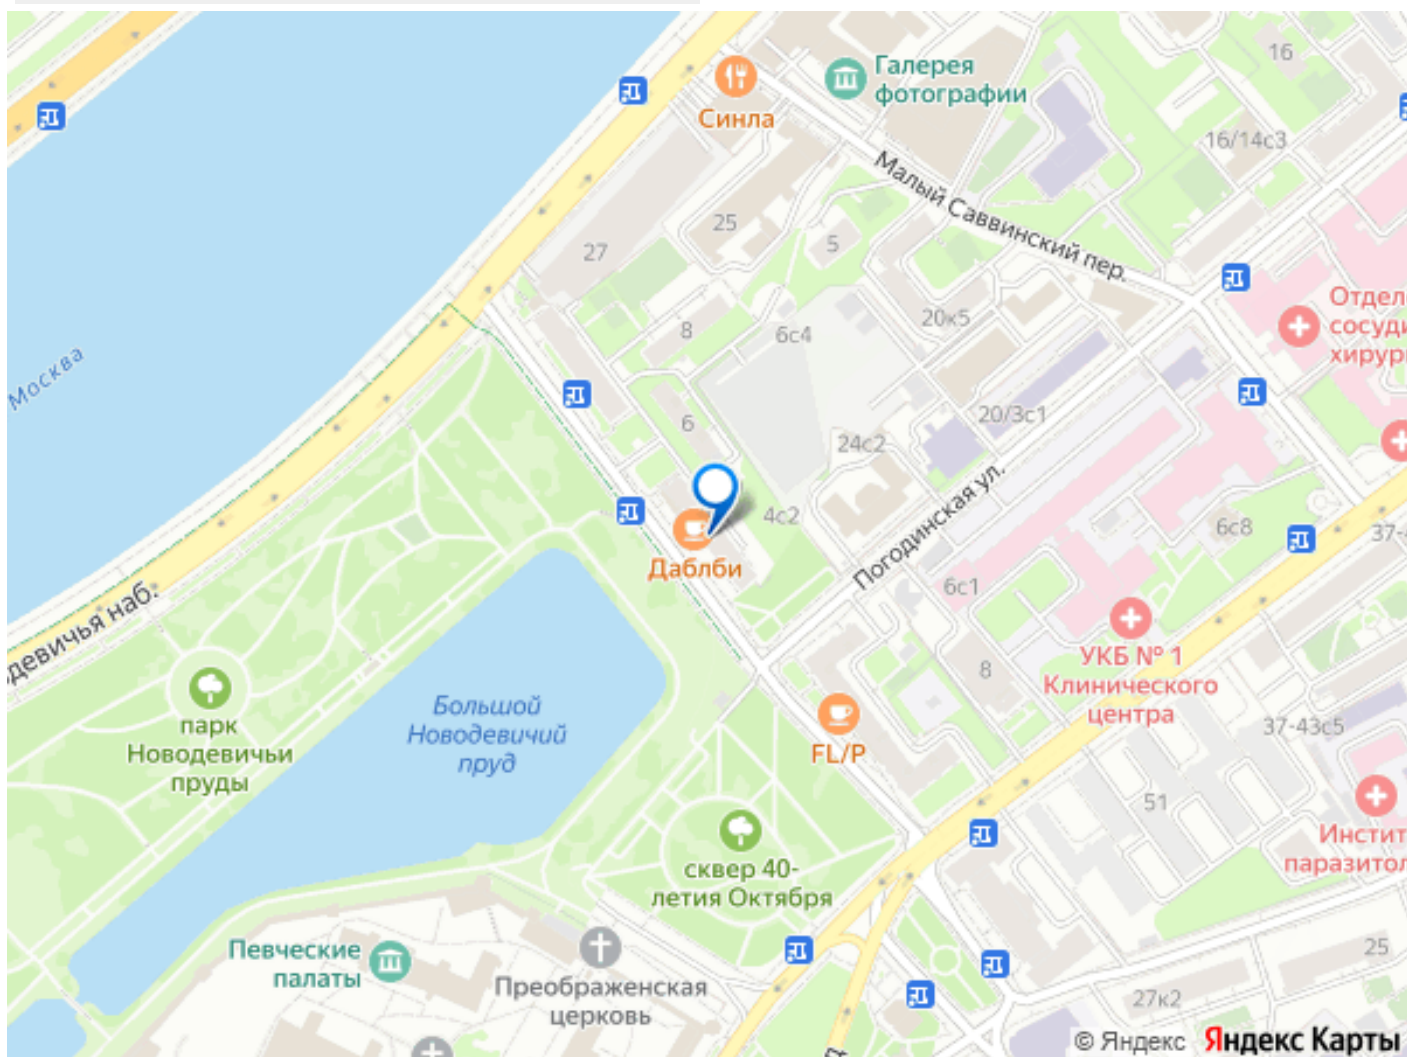 Галерея
фотографии
Синла
16
16/14с3
Малый Саввинский пер.
25
5
27
8
6с4
20к5
Отдел
сосуди
хирур
Москва
6
24с2
20/3с1
Погодинская ул.
4с2
Даблби
6с1
6с8
37-
УКБ № 1
Клинического
центра
8
девичья наб.
парк
Новодевичьи
пруды
Большой
Новодевичий
пруд
FL/P
37-43с5
51
Инстит
паразитол
сквер 40-
летия Октября
Певческие
палаты
Преображенская
церковь
25
27к2
© Яндекс Яндекс Карты